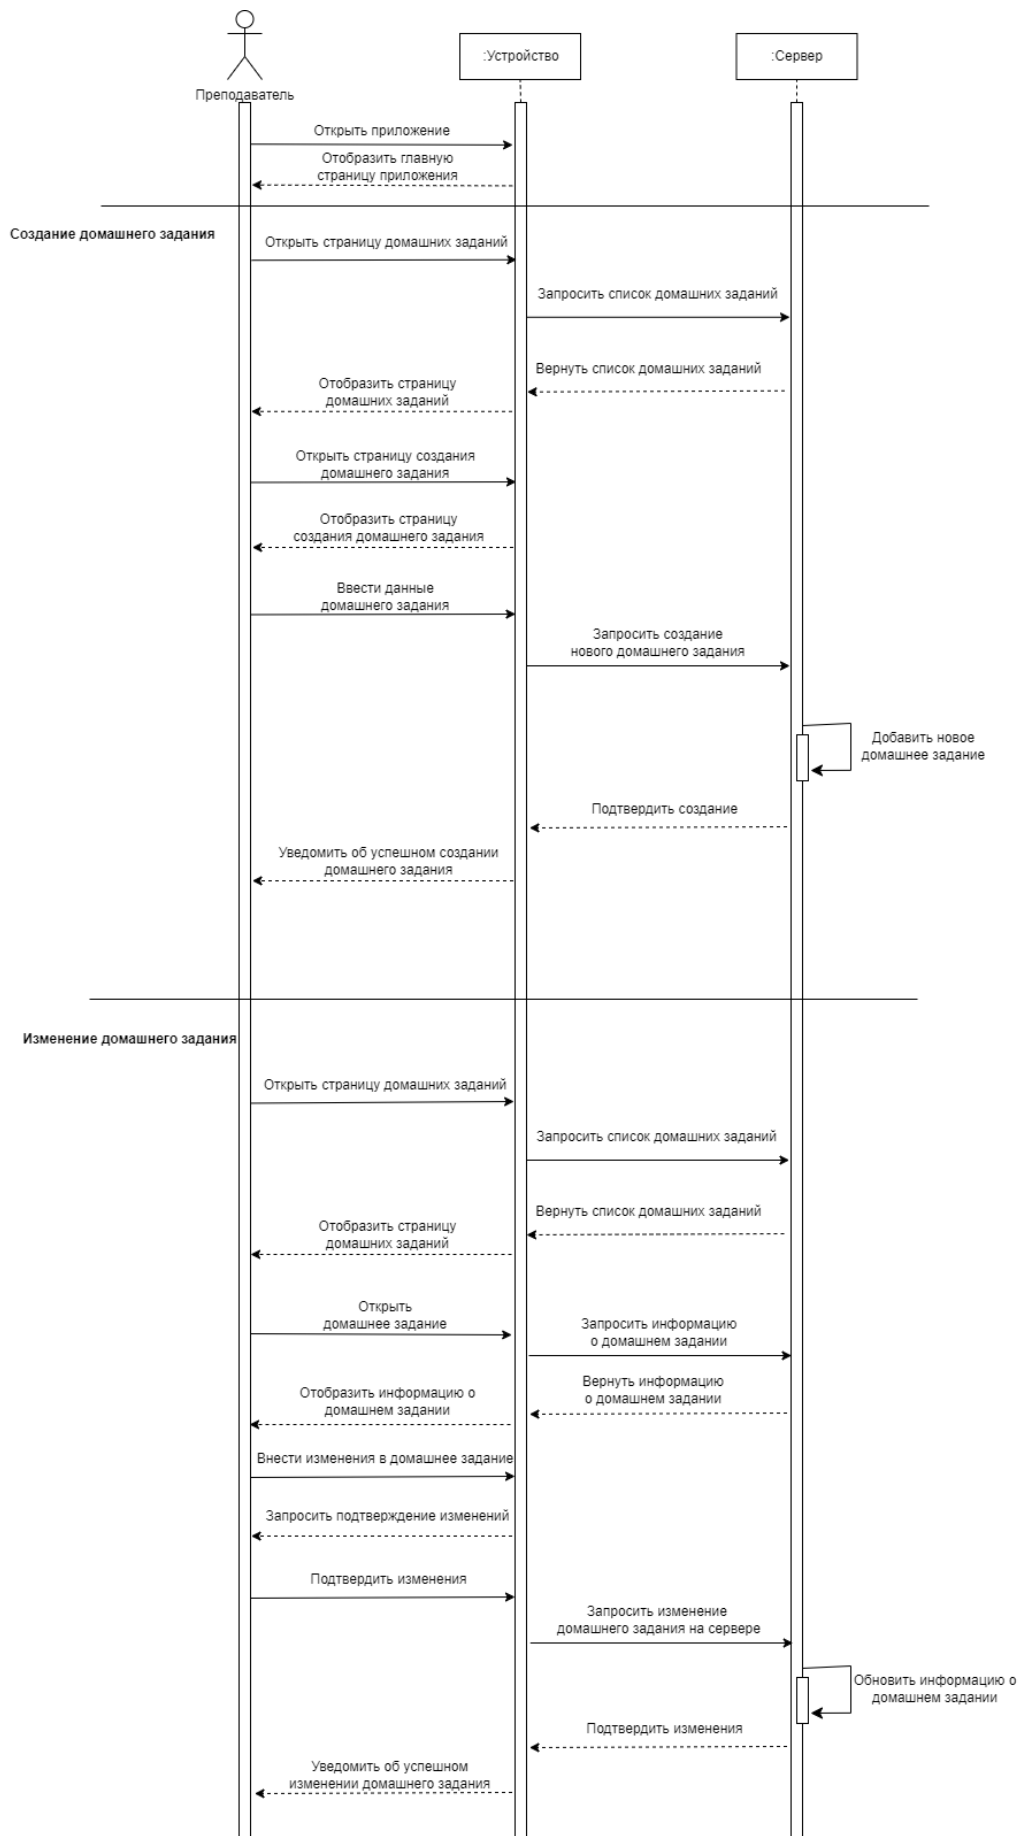 Преподаватель
:Устройство
:Сервер
Открыть приложение
Отобразить главную
страницу приложения
Создание домашнего задания
Открыть страницу домашних заданий
Запросить список домашних заданий
Вернуть список домашних заданий
Отобразить страницу
домашних заданий
Открыть страницу создания
домашнего задания
Отобразить страницу
создания домашнего задания
Ввести данные
домашнего задания
Запросить создание
нового домашнего задания
Добавить новое
домашнее задание
Подтвердить создание
Уведомить об успешном создании
домашнего задания
Изменение домашнего задания
Открыть страницу домашних заданий
Запросить список домашних заданий
Вернуть список домашних заданий
Отобразить страницу
домашних заданий
Открыть
домашнее задание
Запросить информацию
о домашнем задании
Вернуть информацию
о домашнем задании
Отобразить информацию о
домашнем задании
Внести изменения в домашнее задание
Запросить подтверждение изменений
Подтвердить изменения
Запросить изменение
домашнего задания на сервере
Обновить информацию о
домашнем задании
Подтвердить изменения
Уведомить об успешном
изменении домашнего задания